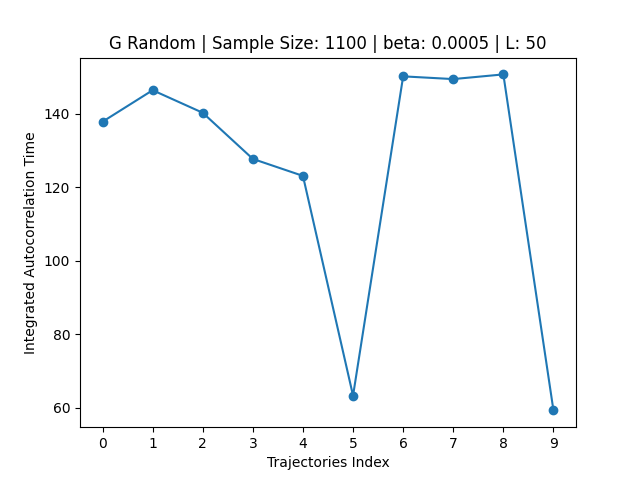 G Random | Sample Size: 1100 | beta: 0.0005 | L: 50
Integrated Autocorrelation Time
140
120
100
80
60
0 1 2 3 4 5 6 7 8 9
Trajectories Index